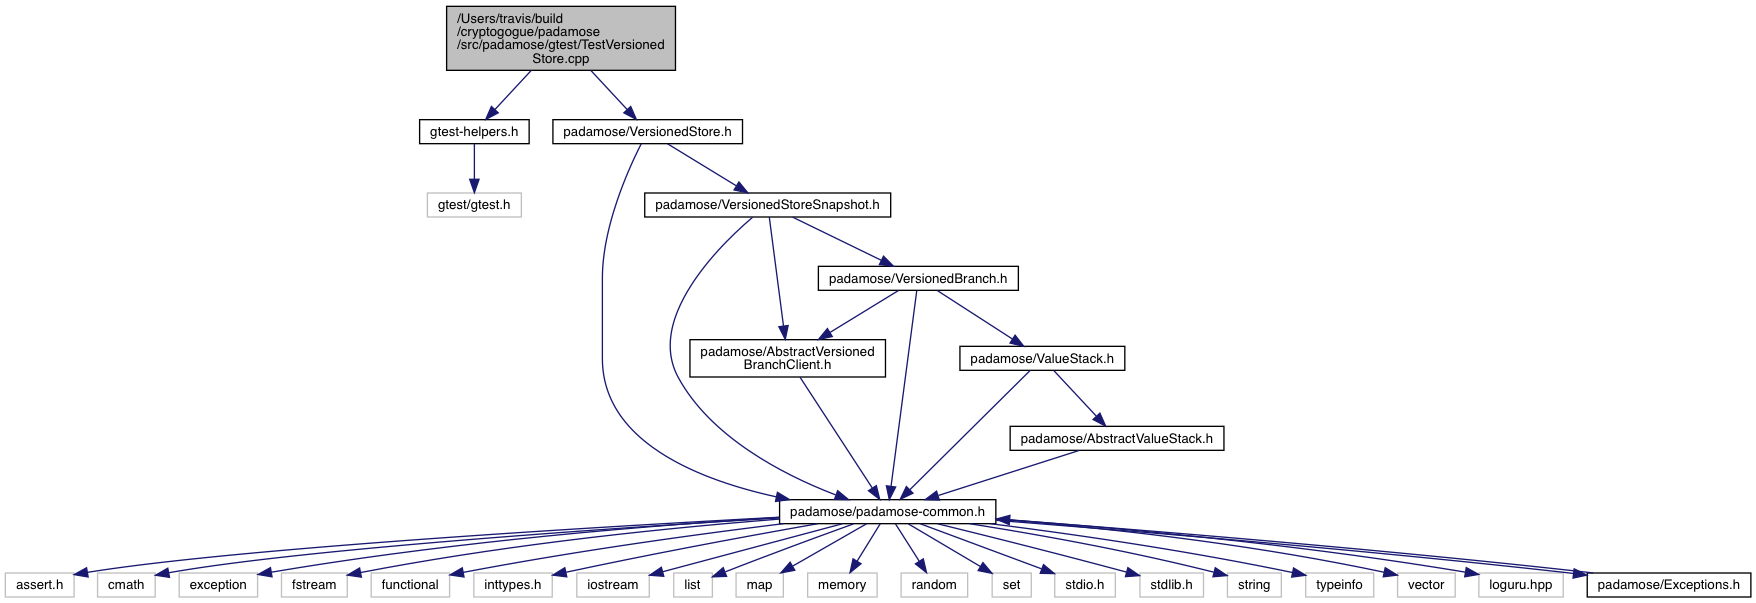 /Users/travis/build
/cryptogogue/padamose
/src/padamose/gtest/TestVersioned
Store.cpp
gtest-helpers.h
padamose/VersionedStore.h
gtest/gtest.h
padamose/VersionedStoreSnapshot.h
padamose/VersionedBranch.h
padamose/AbstractVersioned
BranchClient.h
padamose/ValueStack.h
padamose/AbstractValueStack.h
padamose/padamose-common.h
assert.h
cmath
exception
fstream
functional
inttypes.h
iostream
list
map
memory
random
set
stdio.h
stdlib.h
string
typeinfo
vector
loguru.hpp
padamose/Exceptions.h